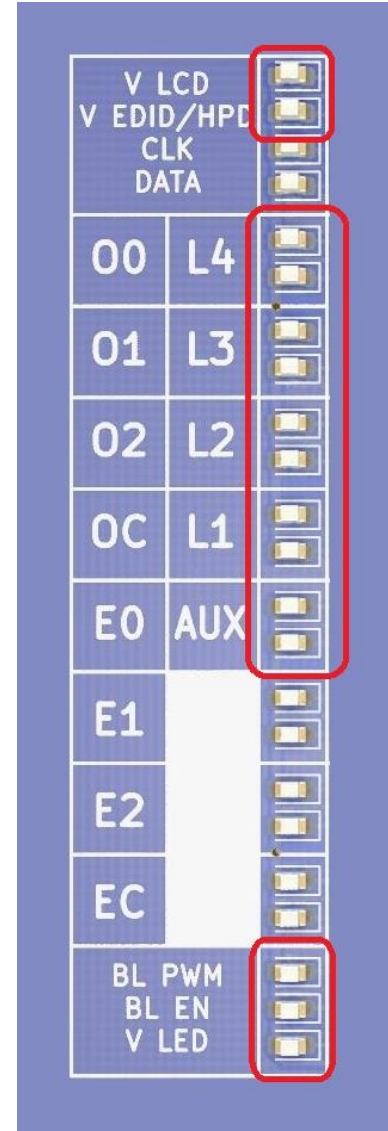 V LCD
V EDID/HPD
CLK
DATA
O0 L4
O1 L3
O2 L2
OC L1
E0 AUX
E1
E2
EC
BL PWM
BL EN
V LED